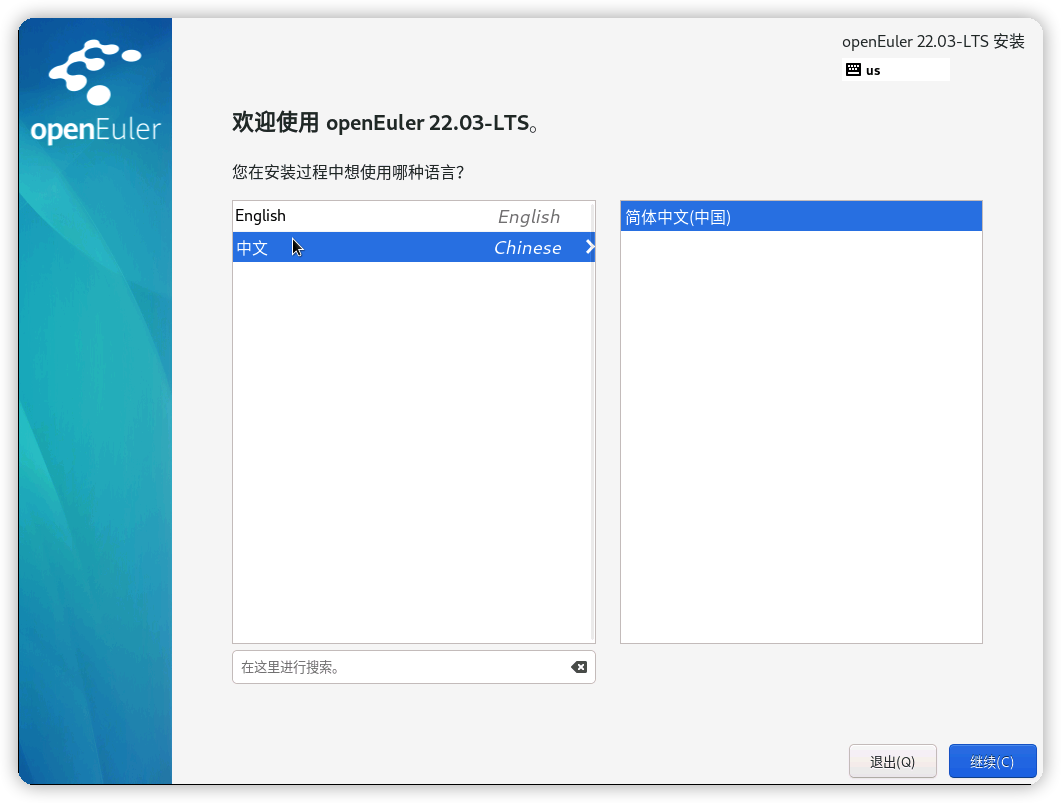 openEuler
openEuler 22.03-LTS 安装
us
欢迎使用 openEuler 22.03-LTS。
您在安装过程中想使用哪种语言？
English English
中文 Chinese
简体中文(中国)
在这里进行搜索。
退出(Q)
继续(C)